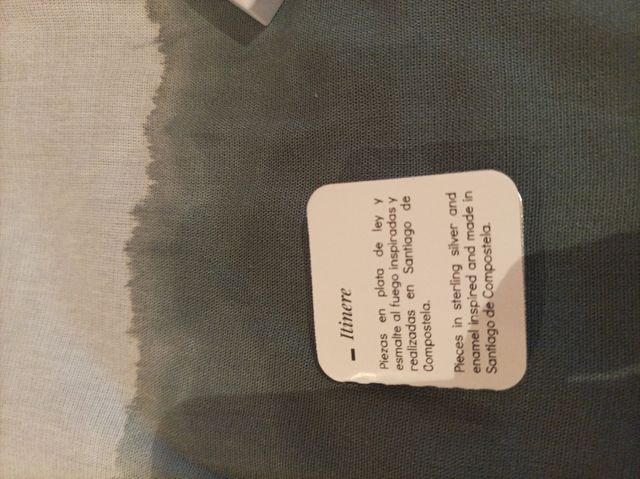 – Itinere
Piezas en plata de ley y
esmalte al fuego inspiradas y
realizadas en Santiago de
Compostela.
Pieces in sterling silver and
enamel inspired and made in
Santiago de Compostela.